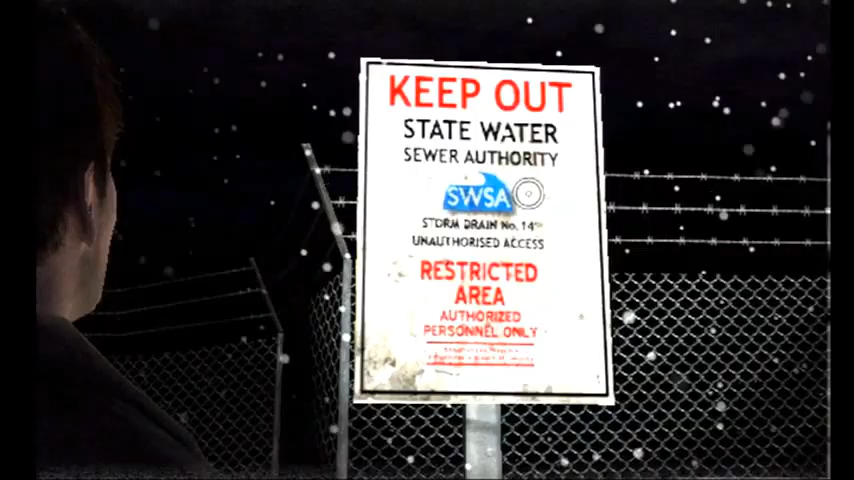 KEEP OUT
STATE WATER
SEWER AUTHORITY
SWSA
STORM DRAIN No. 14
UNAUTHORISED ACCESS
RESTRICTED
AREA
AUTHORIZED
PERSONNEL ONLY